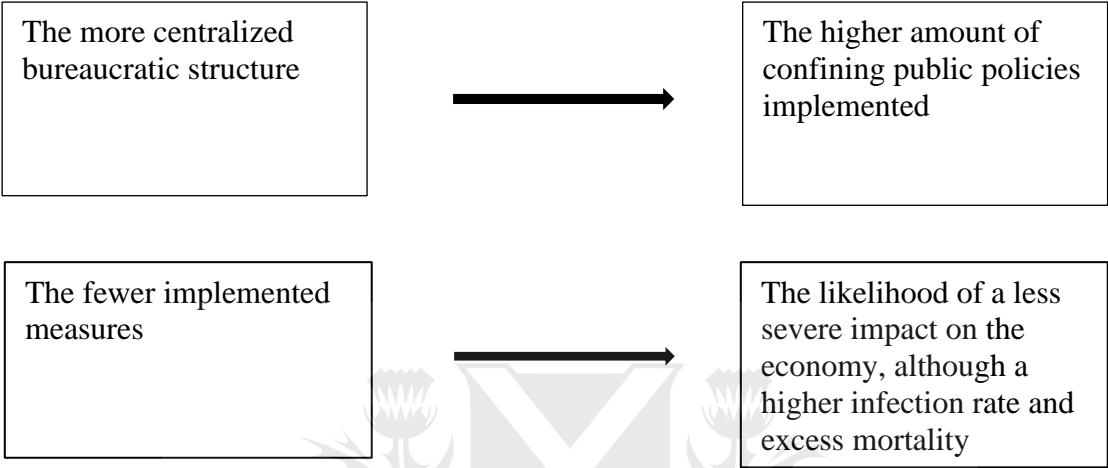 The more centralized
bureaucratic structure
The higher amount of
confining public policies
implemented
The fewer implemented
measures
The likelihood of a less
severe impact on the
economy, although a
higher infection rate and
excess mortality